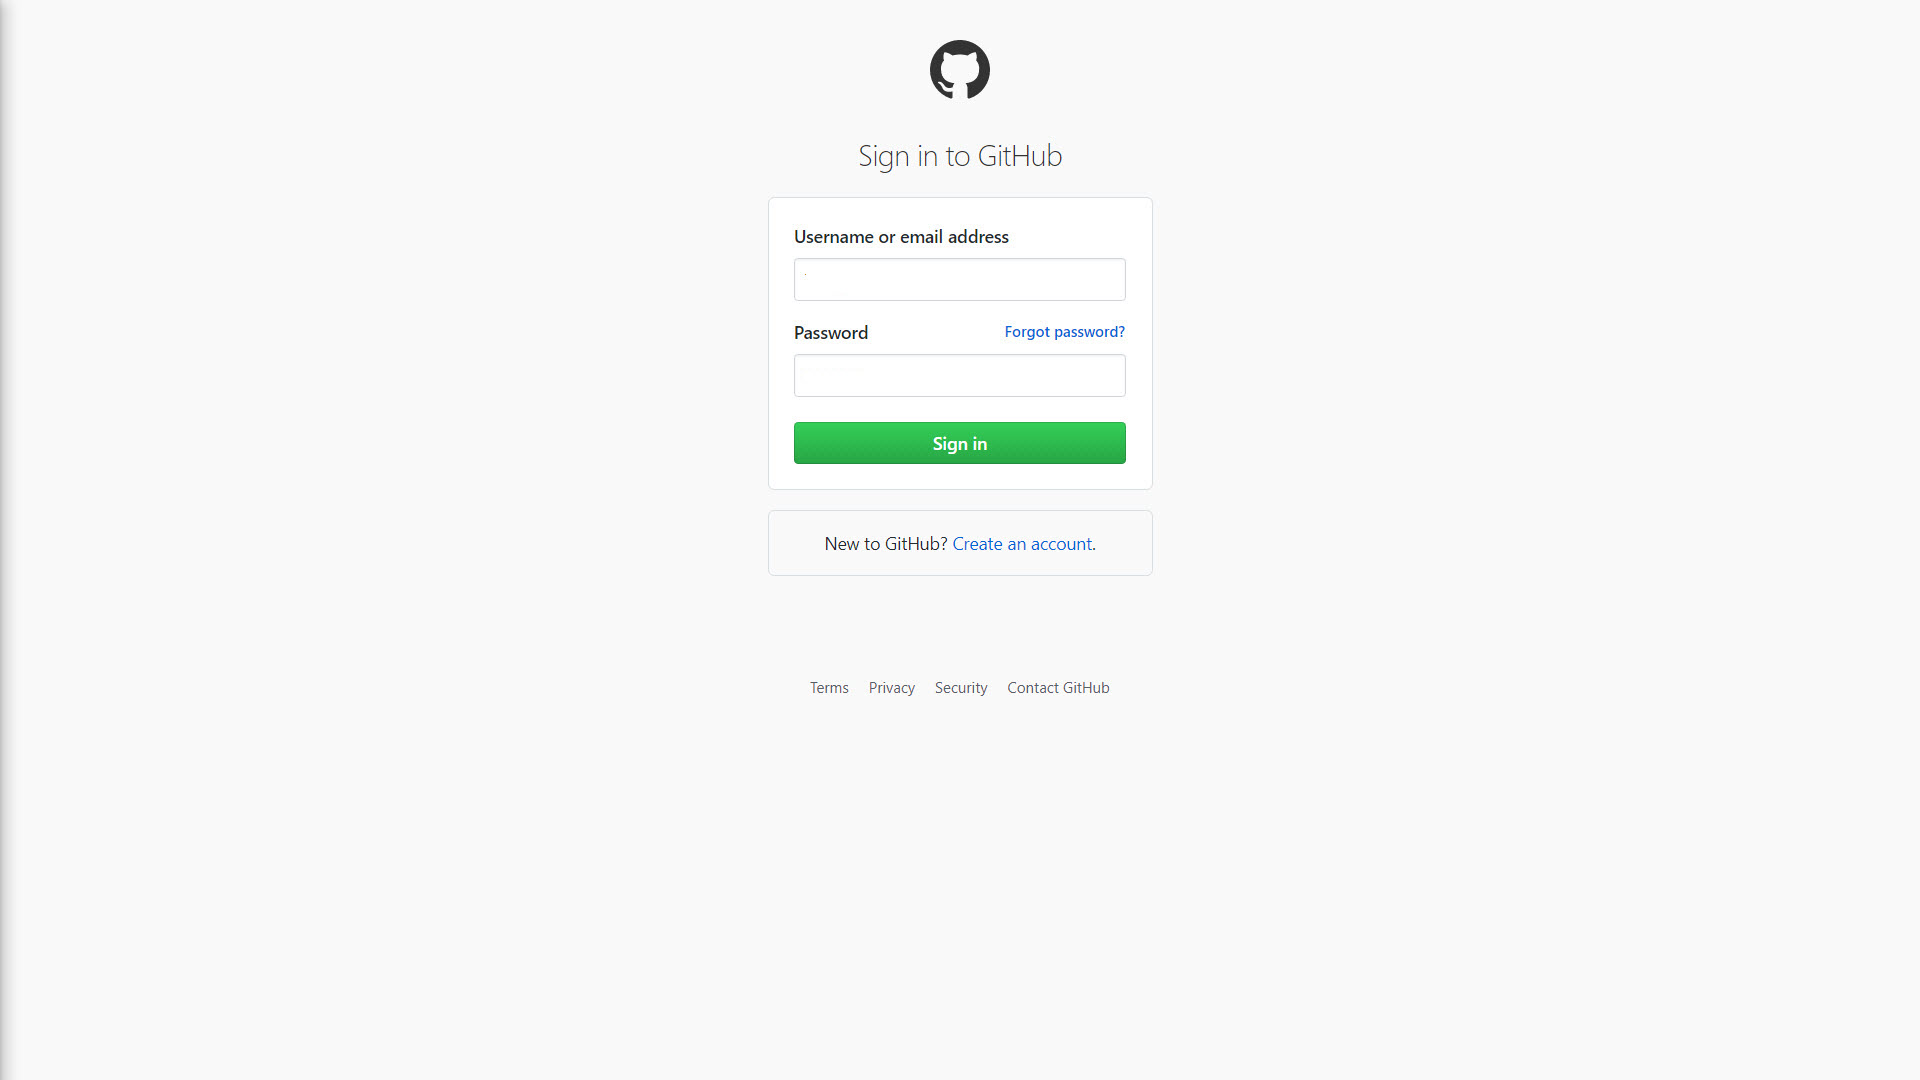 Sign in to GitHub
Username or email address
Password Forgot password?
Sign in
New to GitHub? Create an account.
Terms Privacy Security Contact GitHub